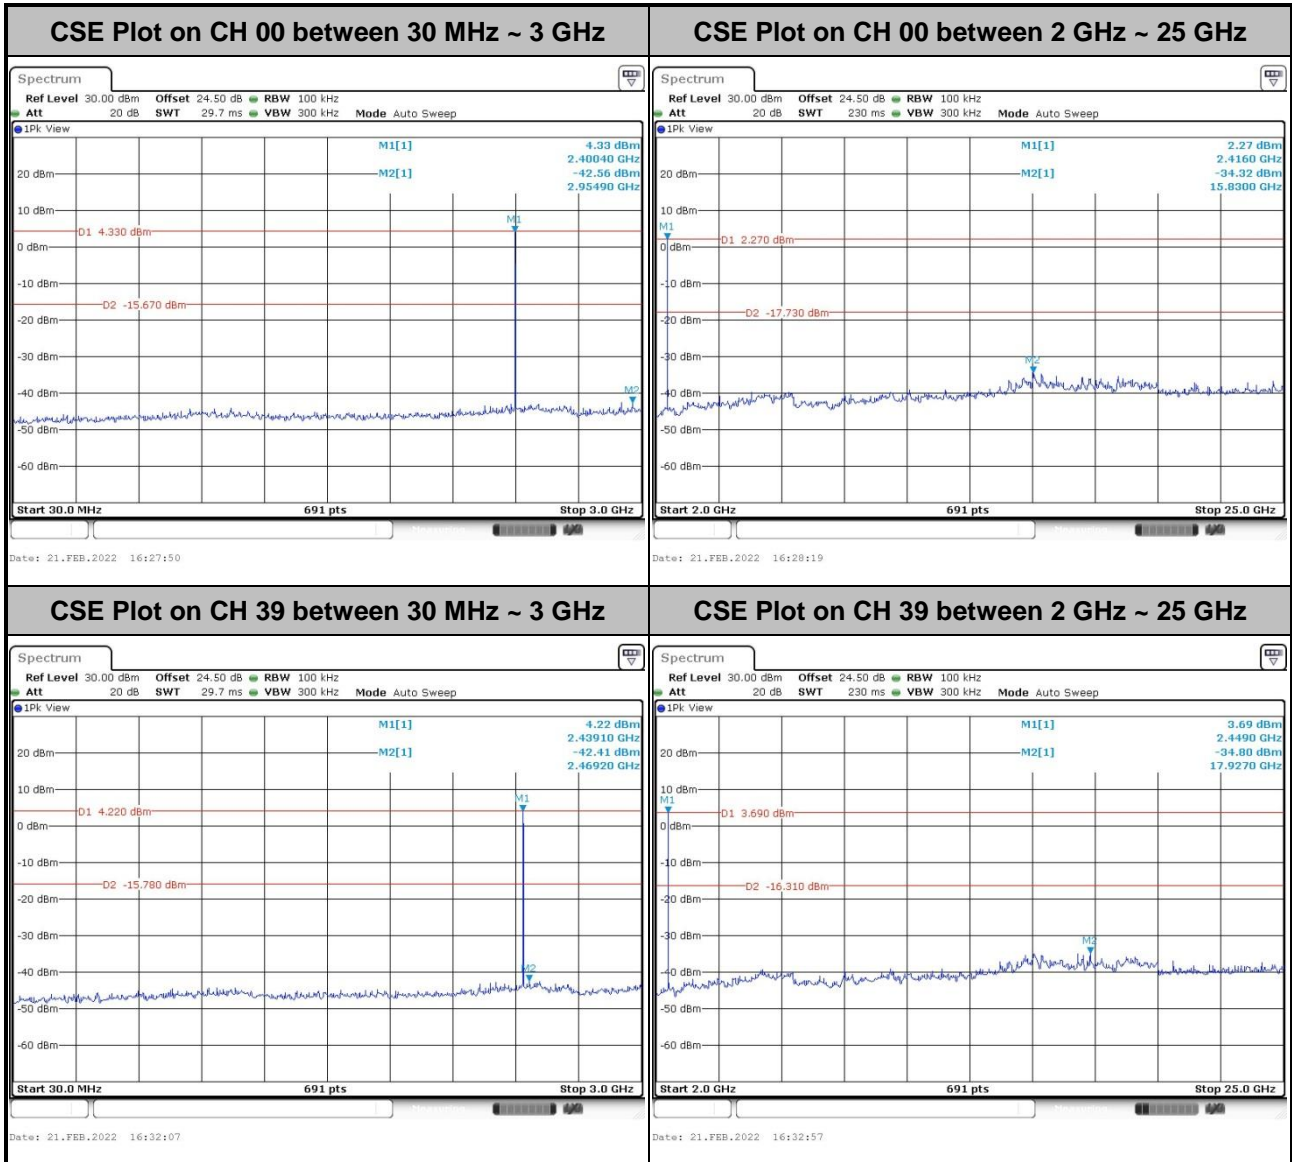 CSE Plot on CH 00 between 30 MHz ~ 3 GHz
Spectrum
Ref Level 30.00 dBm Offset 24.50 dB RBW 100 kHz
Att 20 dB SWT 29.7 ms VBW 300 kHz Mode Auto Sweep
1Pk View
M1[1] 4.33 dBm
2.40040 GHz
20 dBm M2[1] -42.56 dBm
2.95490 GHz
10 dBm
M1
D1 4.330 dBm
0 dBm
-10 dBm
D2 -15.670 dBm
-20 dBm
-30 dBm
-40 dBm
M2
-50 dBm
-60 dBm
Start 30.0 MHz 691 pts Stop 3.0 GHz
Date: 21.FEB.2022 16:27:50
CSE Plot on CH 00 between 2 GHz ~ 25 GHz
Spectrum
Ref Level 30.00 dBm Offset 24.50 dB RBW 100 kHz
Att 20 dB SWT 230 ms VBW 300 kHz Mode Auto Sweep
1Pk View
M1[1] 2.27 dBm
2.4160 GHz
20 dBm M2[1] -34.32 dBm
15.8300 GHz
10 dBm
M1
D1 2.270 dBm
0 dBm
-10 dBm
D2 -17.730 dBm
-20 dBm
-30 dBm
M2
-40 dBm
-50 dBm
-60 dBm
Start 2.0 GHz 691 pts Stop 25.0 GHz
Date: 21.FEB.2022 16:28:19
CSE Plot on CH 39 between 30 MHz ~ 3 GHz
Spectrum
Ref Level 30.00 dBm Offset 24.50 dB RBW 100 kHz
Att 20 dB SWT 29.7 ms VBW 300 kHz Mode Auto Sweep
1Pk View
M1[1] 4.22 dBm
2.43910 GHz
20 dBm M2[1] -42.41 dBm
2.46920 GHz
10 dBm
M1
D1 4.220 dBm
0 dBm
-10 dBm
D2 -15.780 dBm
-20 dBm
-30 dBm
-40 dBm
M2
-50 dBm
-60 dBm
Start 30.0 MHz 691 pts Stop 3.0 GHz
Date: 21.FEB.2022 16:32:07
CSE Plot on CH 39 between 2 GHz ~ 25 GHz
Spectrum
Ref Level 30.00 dBm Offset 24.50 dB RBW 100 kHz
Att 20 dB SWT 230 ms VBW 300 kHz Mode Auto Sweep
1Pk View
M1[1] 3.69 dBm
2.4490 GHz
20 dBm M2[1] -34.80 dBm
17.9270 GHz
10 dBm
M1
D1 3.690 dBm
0 dBm
-10 dBm
D2 -16.310 dBm
-20 dBm
-30 dBm
M2
-40 dBm
-50 dBm
-60 dBm
Start 2.0 GHz 691 pts Stop 25.0 GHz
Date: 21.FEB.2022 16:32:57